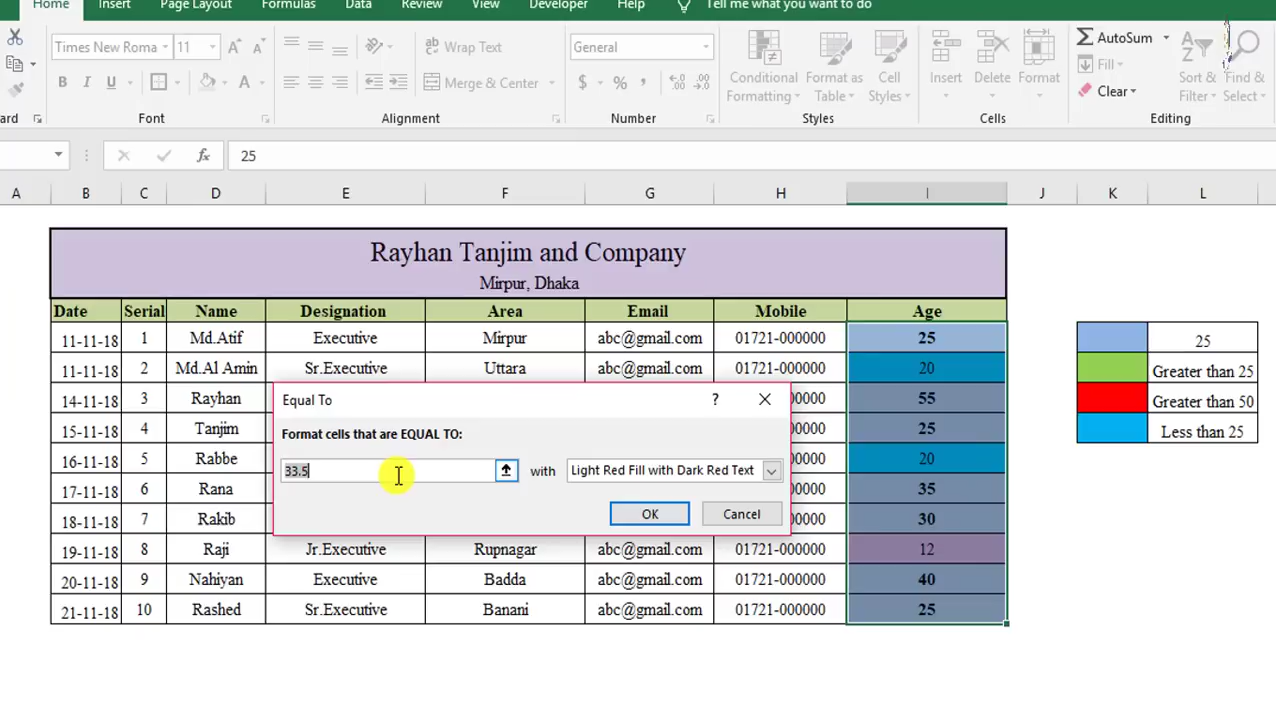 Home Insert Page Layout Formulas Data Review View Developer Help Tell me what you want to do
Times New Roma 11 A A ab Wrap Text General Σ AutoSum
B I U A Merge & Center $ % , Conditional Formatting Format as Table Cell Styles Insert Delete Format Fill Sort & Filter Find & Select
Clear
ard Font Alignment Number Styles Cells Editing
fx 25
A B C D E F G H I J K L
Rayhan Tanjim and Company
Mirpur, Dhaka
Date Serial Name Designation Area Email Mobile Age
11-11-18 1 Md.Atif Executive Mirpur abc@gmail.com 01721-000000 25 25
11-11-18 2 Md.Al Amin Sr.Executive Uttara abc@gmail.com 01721-000000 20 Greater than 25
14-11-18 3 Rayhan 55 Greater than 50
15-11-18 4 Tanjim 25 Less than 25
16-11-18 5 Rabbe 20
17-11-18 6 Rana 35
18-11-18 7 Rakib 30
19-11-18 8 Raji Jr.Executive Rupnagar abc@gmail.com 01721-000000 12
20-11-18 9 Nahiyan Executive Badda abc@gmail.com 01721-000000 40
21-11-18 10 Rashed Sr.Executive Banani abc@gmail.com 01721-000000 25
Equal To ?
Format cells that are EQUAL TO:
33.5 with Light Red Fill with Dark Red Text
OK Cancel